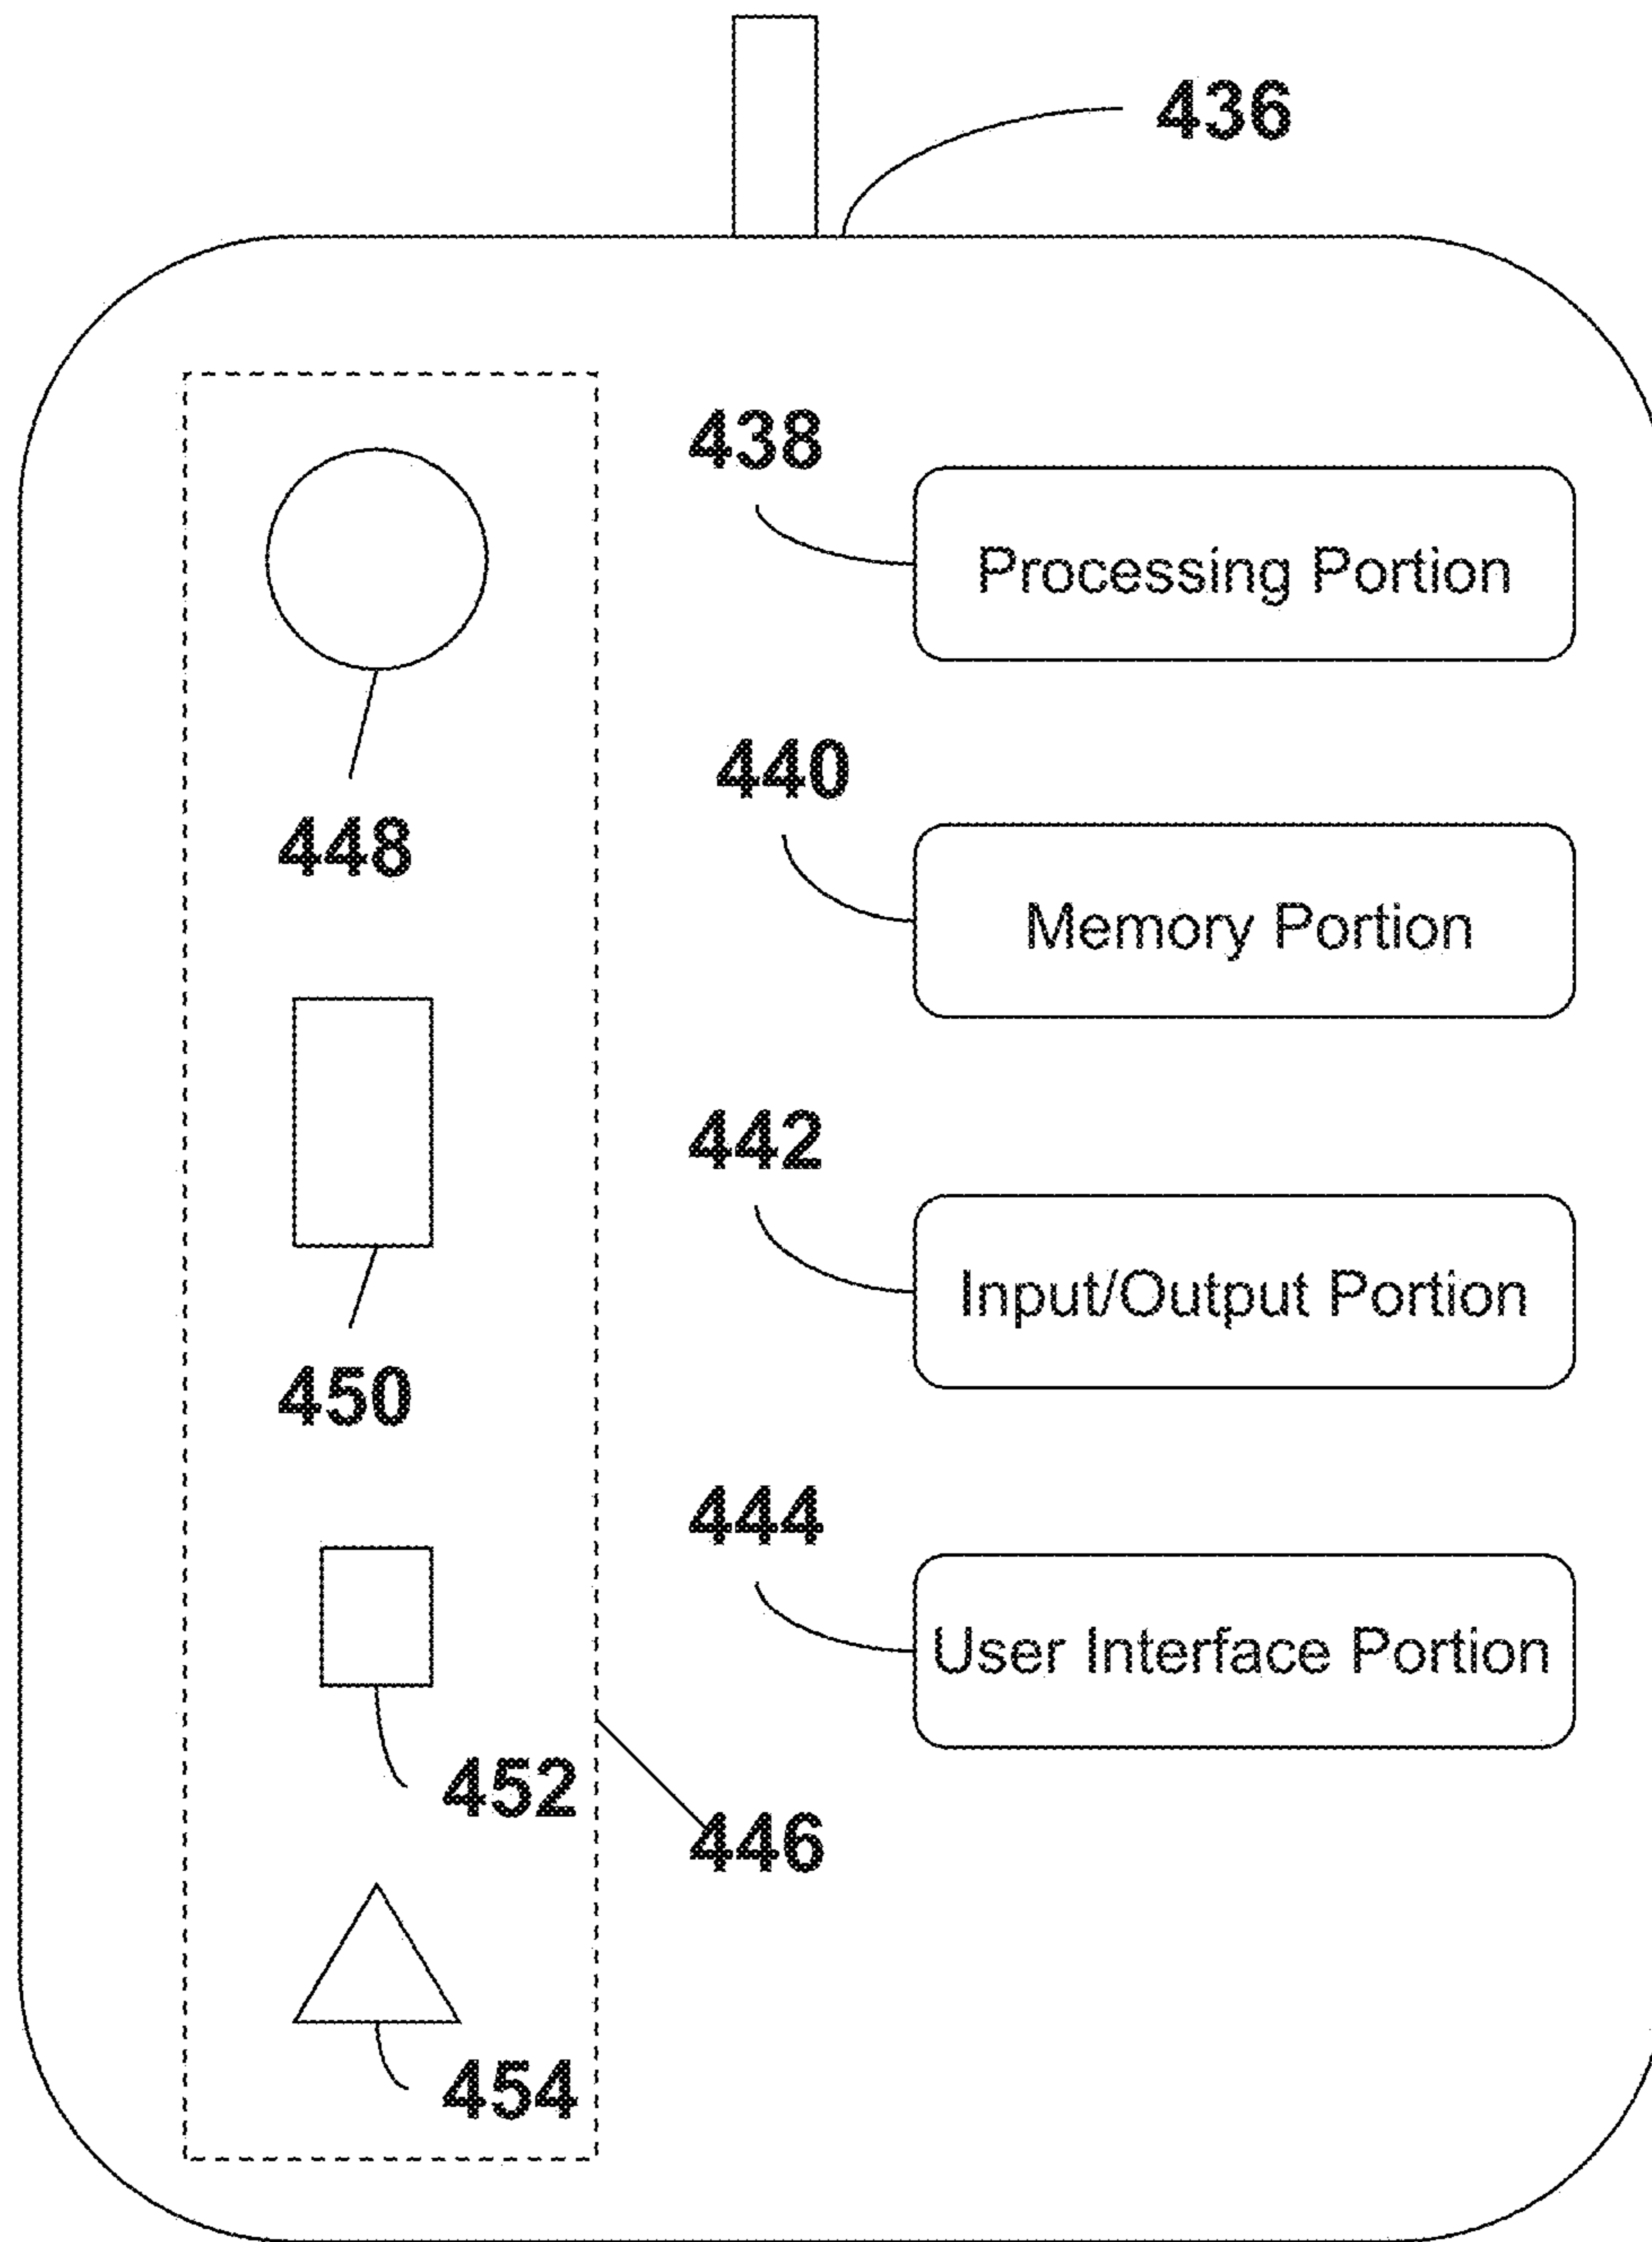 436
438
Processing Portion
448
440
Memory Portion
442
Input/Output Portion
450
444
User Interface Portion
452
446
454